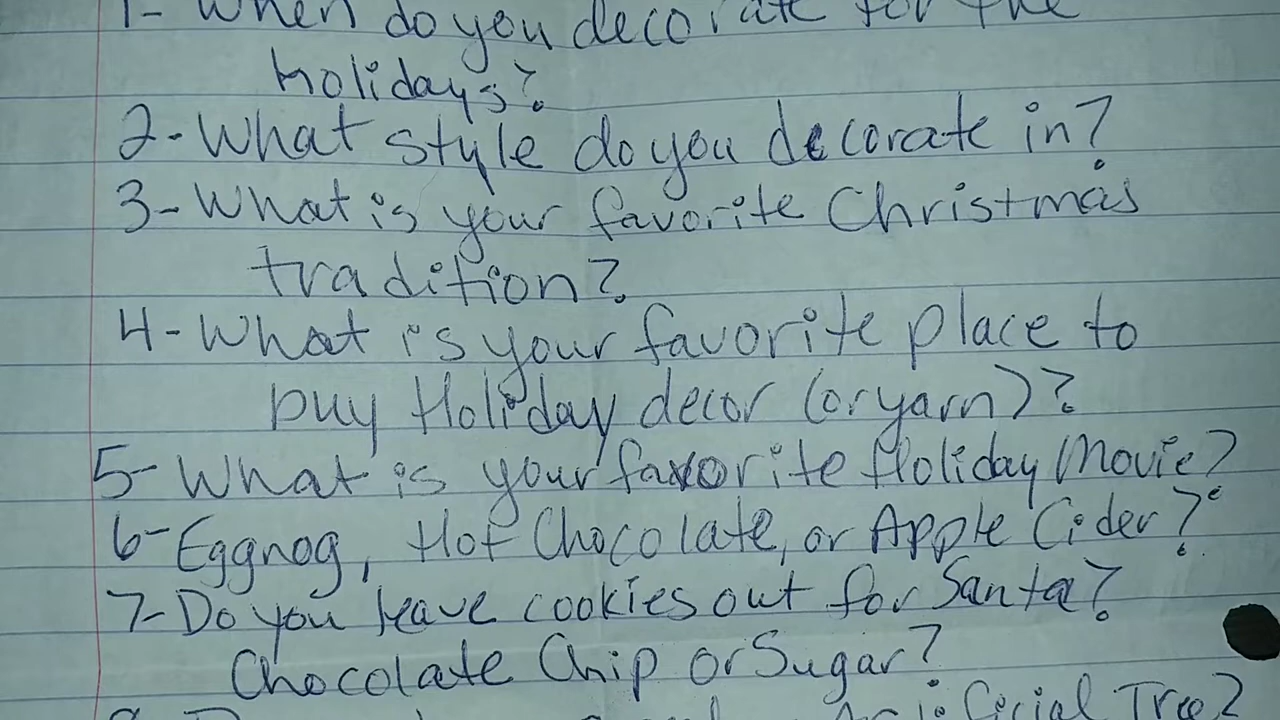 1- When do you decorate for the
holidays?
2- What style do you decorate in?
3- What is your favorite Christmas
tradition?
4- What is your favorite place to
buy Holiday decor (or yarn)?
5- What is your favorite Holiday Movie?
6- Eggnog, Hot Chocolate, or Apple Cider?
7- Do you leave cookies out for Santa?
Chocolate Chip or Sugar?
Artificial Tree?